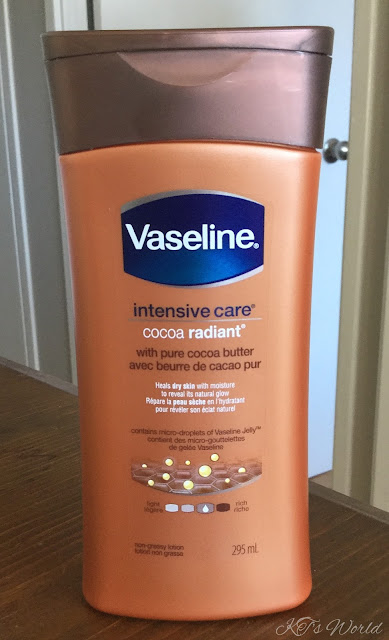 Vaseline®
intensive care®
cocoa radiant®
with pure cocoa butter
avec beurre de cacao pur
Heals dry skin with moisture
to reveal its natural glow
Répare la peau sèche en l'hydratant
pour révéler son éclat naturel
contains micro-droplets of Vaseline Jelly™
contient des micro-gouttelettes
de gelée Vaseline
light
légère
rich
riche
non-greasy lotion
lotion non grasse
295 ml
KT's World